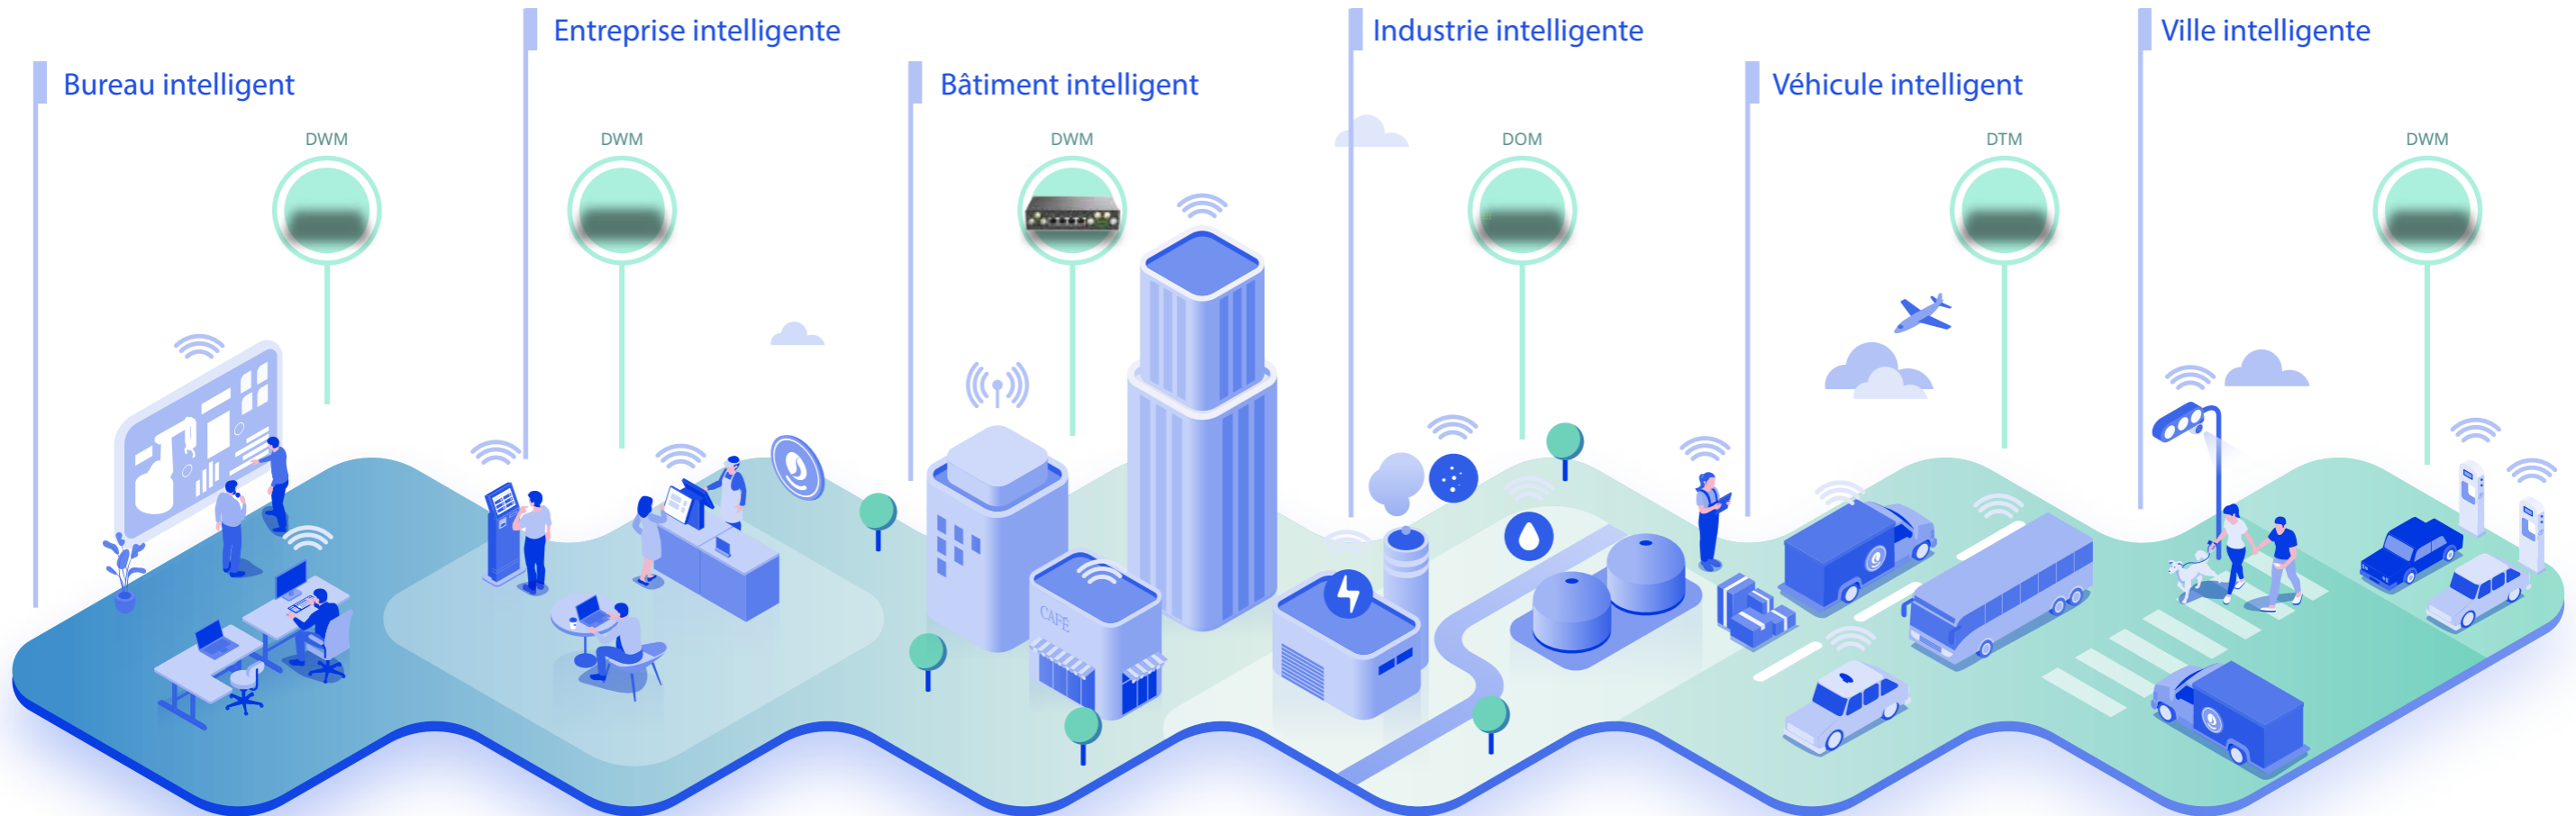 Entreprise intelligente
Industrie intelligente
Ville intelligente
Bureau intelligent
Bâtiment intelligent
Véhicule intelligent
DWM
DWM
DWM
DOM
DTM
DWM
CAFÉ